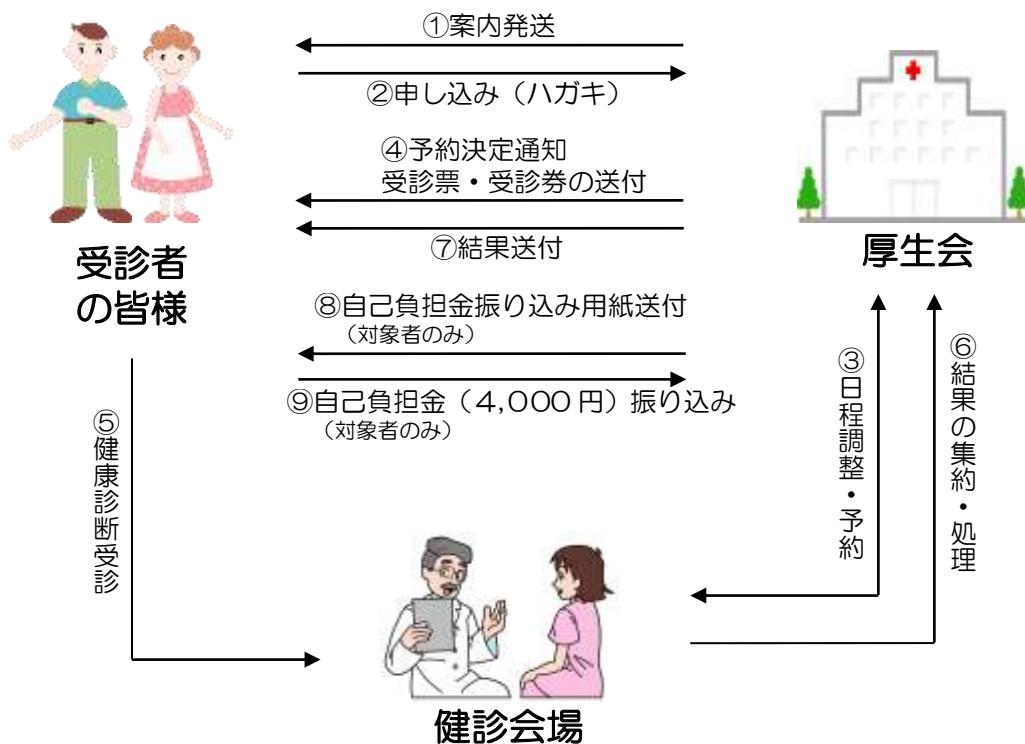 ①案内発送
②申し込み（ハガキ）
④予約決定通知
受診票・受診券の送付
⑦結果送付
受診者
の皆様
厚生会
⑧自己負担金振り込み用紙送付
（対象者のみ）
⑨自己負担金（4,000円）振り込み
（対象者のみ）
⑤健康診断受診
③日程調整・予約
⑥結果の集約・処理
健診会場